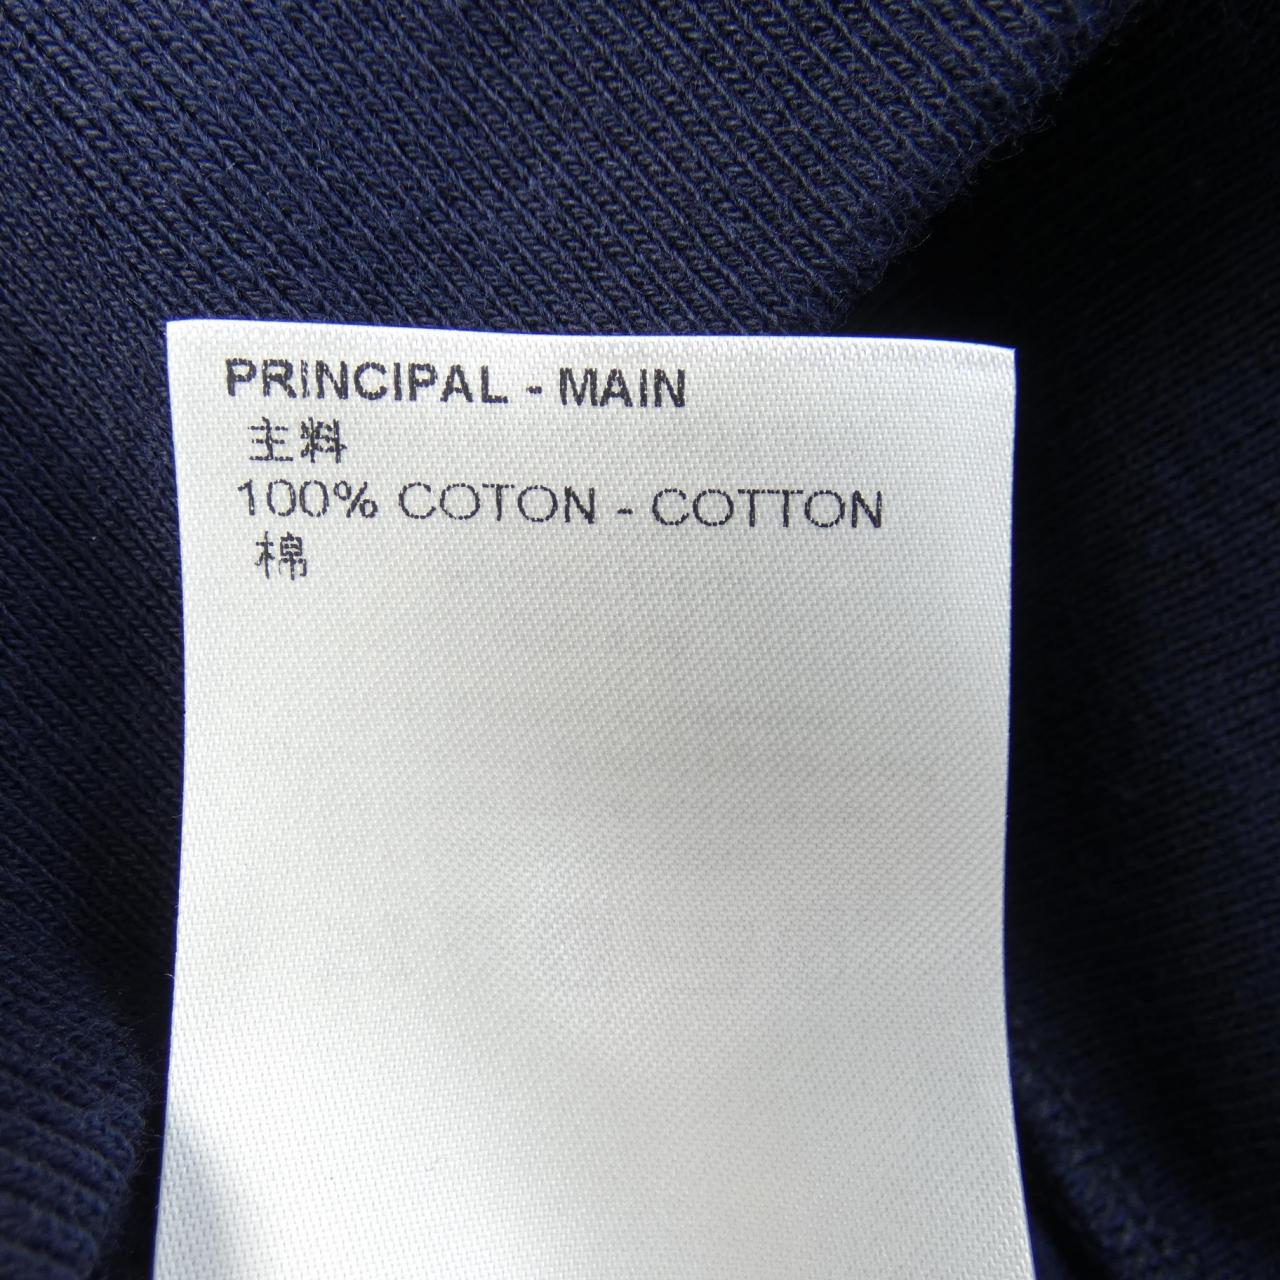 PRINCIPAL - MAIN
主料
100% COTON - COTTON
棉